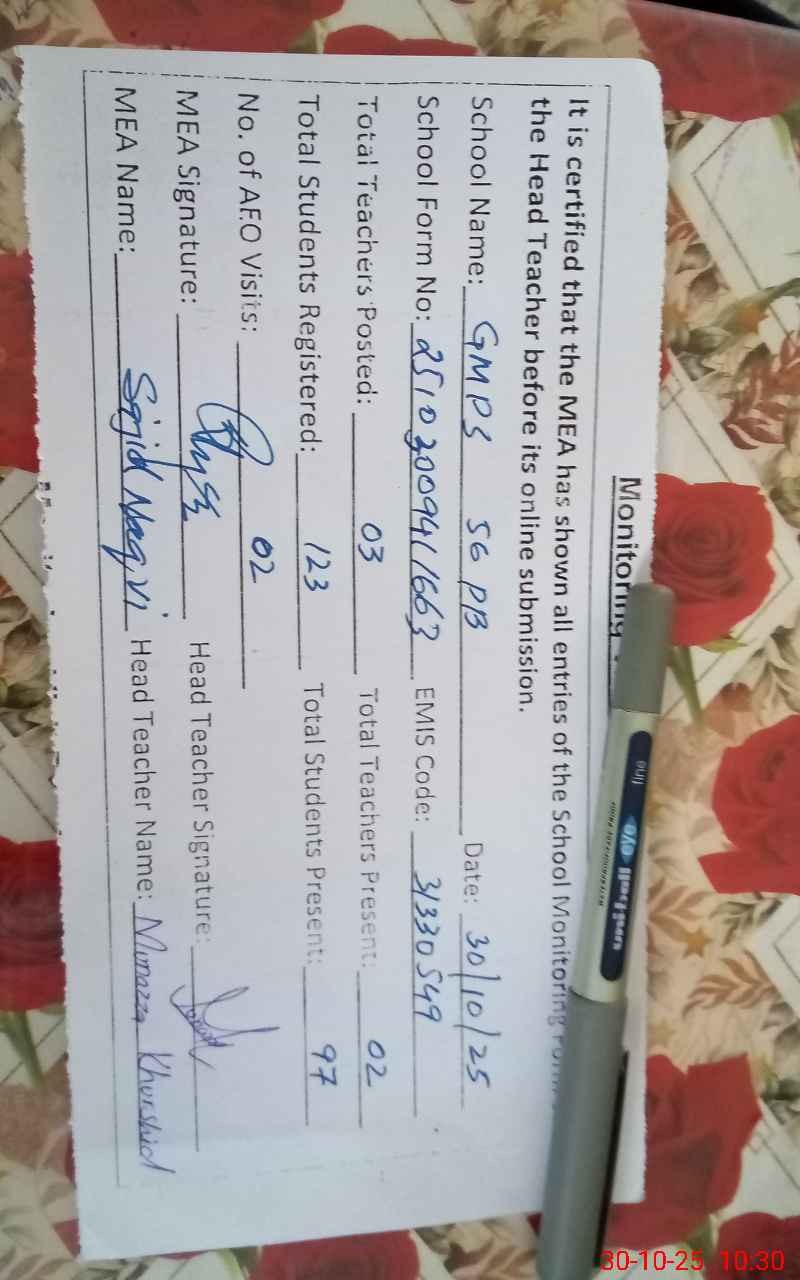 Monitoring
It is certified that the MEA has shown all entries of the School Monitoring Form
the Head Teacher before its online submission.
School Name: GMPS 56 PB Date: 30/10/25
School Form No: EMIS Code: 31330549
Total Teachers Posted: 03 Total Teachers Present: 02
Total Students Registered: 123 Total Students Present: 97
No. of AEO Visits: 02
MEA Signature: Head Teacher Signature:
MEA Name: Sajid Naqvi Head Teacher Name: Munazza Khurshid
uni eye
30-10-25 10:30